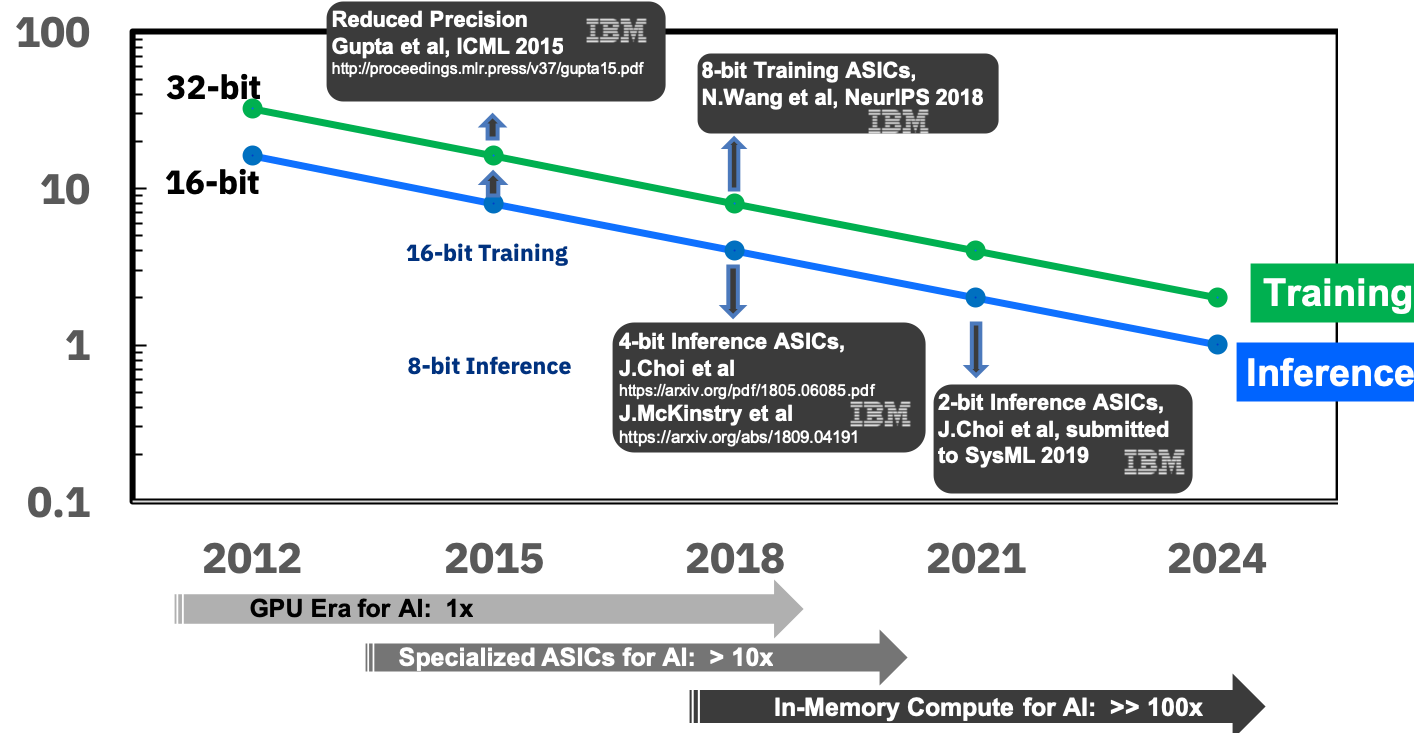 100
10
1
0.1
32-bit
16-bit
Reduced Precision
Gupta et al, ICML 2015
http://proceedings.mlr.press/v37/gupta15.pdf
IBM
8-bit Training ASICs,
N.Wang et al, NeurIPS 2018
IBM
16-bit Training
8-bit Inference
4-bit Inference ASICs,
J.Choi et al
https://arxiv.org/pdf/1805.06085.pdf
J.McKinstry et al
https://arxiv.org/abs/1809.04191
IBM
2-bit Inference ASICs,
J.Choi et al, submitted
to SysML 2019
IBM
Training
Inference
2012 2015 2018 2021 2024
GPU Era for AI: 1x
Specialized ASICs for AI: > 10x
In-Memory Compute for AI: >> 100x